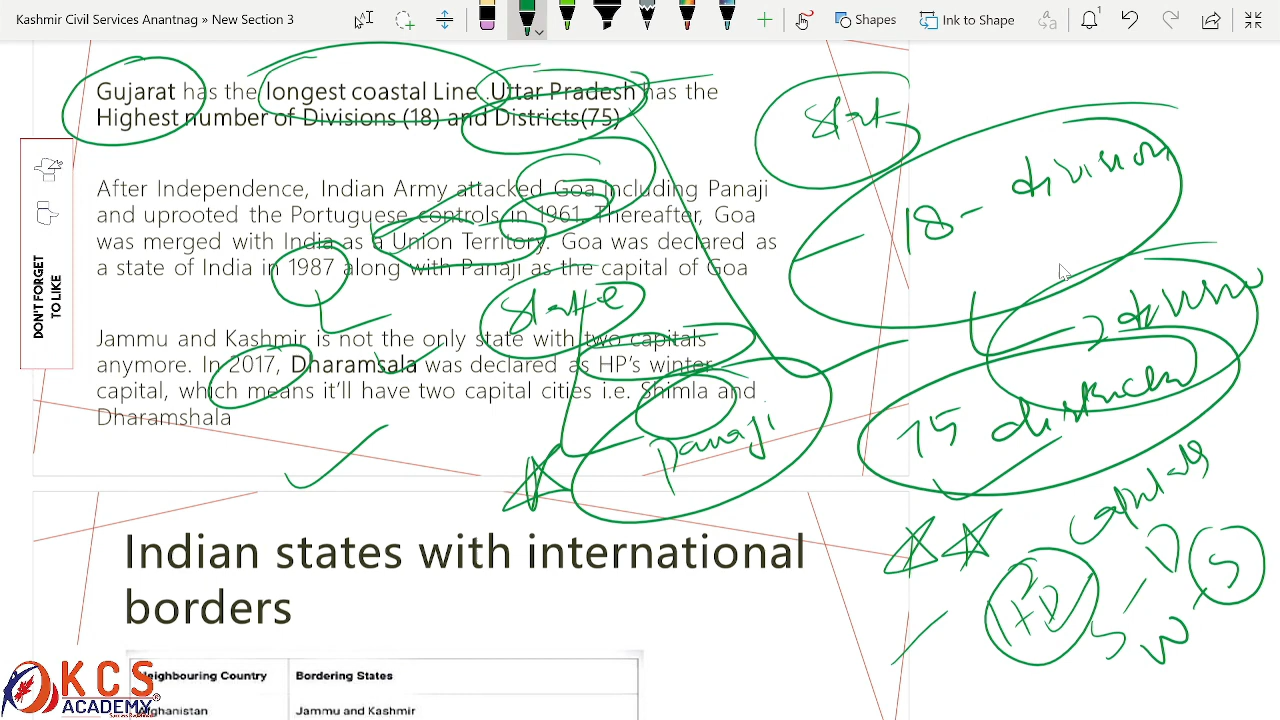 Kashmir Civil Services Anantnag » New Section 3
Shapes
Ink to Shape
Gujarat has the longest coastal Line .Uttar Pradesh has the
Highest number of Divisions (18) and Districts(75)
After Independence, Indian Army attacked Goa including Panaji
and uprooted the Portuguese controls in 1961. Thereafter, Goa
was merged with India as a Union Territory. Goa was declared as
a state of India in 1987 along with Panaji as the capital of Goa
Jammu and Kashmir is not the only state with two capitals
anymore. In 2017, Dharamsala was declared as HP's winter
capital, which means it'll have two capital cities i.e. Shimla and
Dharamshala
DON'T FORGET
TO LIKE
State
18 - division
State
75 districts
Panaji
capitals
HP
S
D
S
W
Indian states with international
borders
Neighbouring Country
Bordering States
Afghanistan
Jammu and Kashmir
KCS
ACADEMY